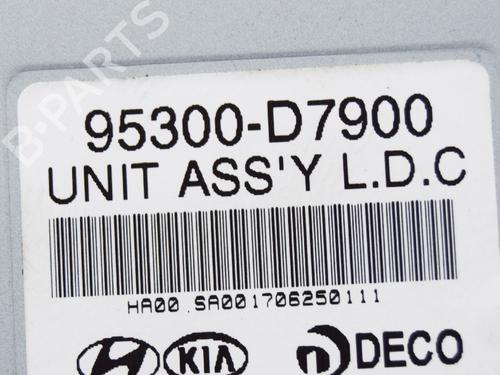 B-PARTS
95300-D7900
UNIT ASS'Y L.D.C
HA00 .SA001706250111
KIA
DECO